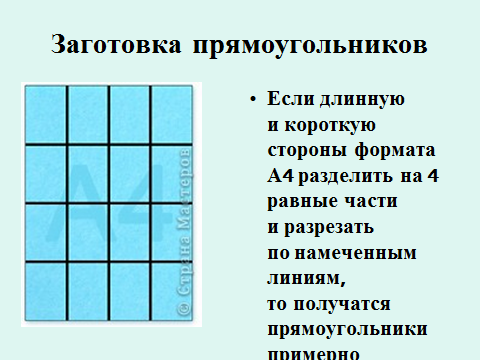 Заготовка прямоугольников
• Если длинную
и короткую
стороны формата
А4 разделить на 4
равные части
и разрезать
по намеченным
линиям,
то получатся
прямоугольники
примерно
А4
© Страна Мастеров